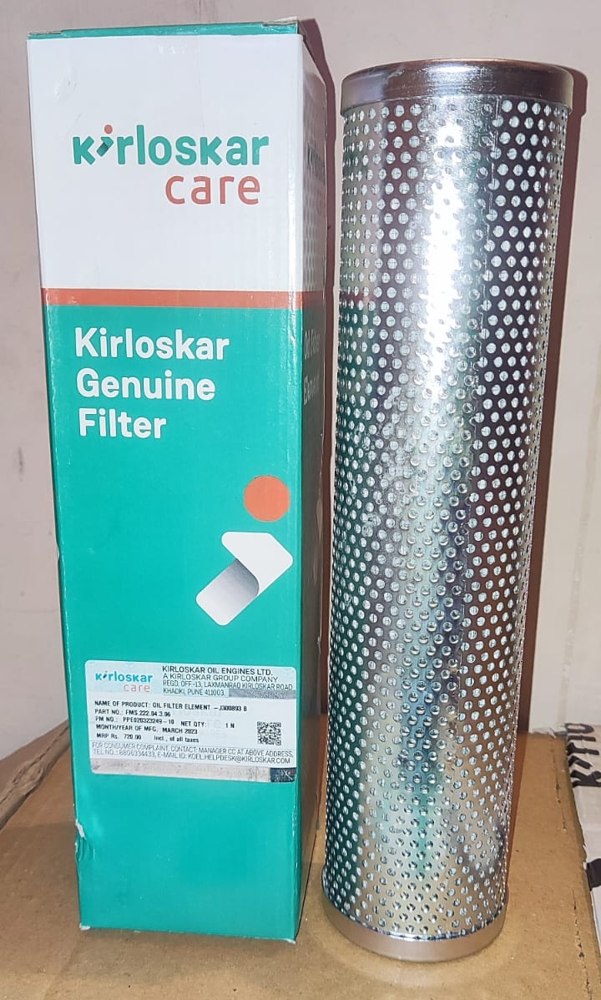 Kirloskar
care
Kirloskar
Genuine
Filter
Oil Filter
Element
Kirloskar
care
KIRLOSKAR OIL ENGINES LTD.
A KIRLOSKAR GROUP COMPANY
REGD. OFF.-13, LAXMANRAO KIRLOSKAR ROAD
KHADKI, PUNE 411003.
NAME OF PRODUCT: OIL FILTER ELEMENT -J300893 B
PART NO.: FMS.222.04.3.06
PM NO.: PPE020323249-10 NET QTY: 1 N
MONTH/YEAR OF MFG. MARCH 2023
MRP Rs. 720.00 incl., of all taxes
FOR CONSUMER COMPLAINT, CONTACT: MANAGER CC AT ABOVE ADDRESS,
TEL NO.: 8806334433, E-MAIL ID: KOEL.HELPDESK@KIRLOSKAR.COM